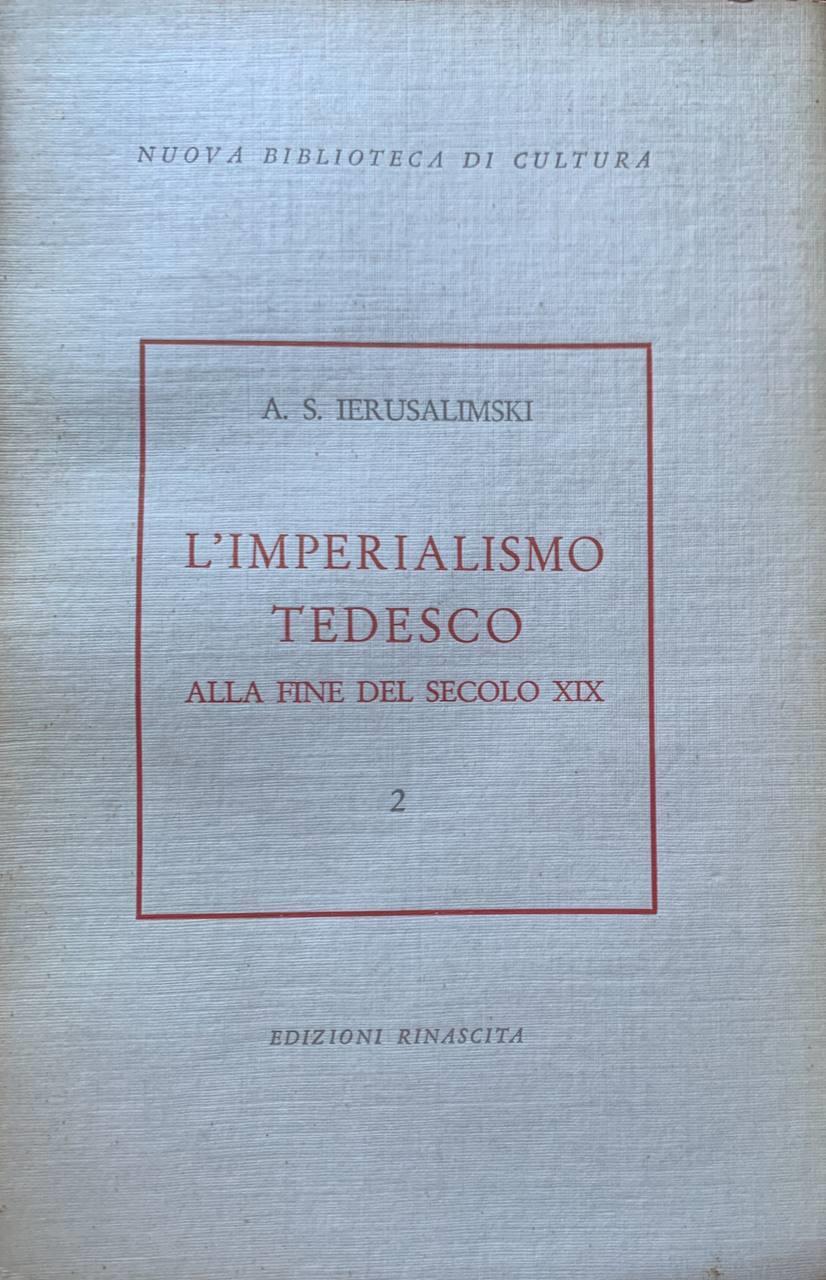 NUOVA BIBLIOTECA DI CULTURA
A. S. IERUSALIMSKI
L'IMPERIALISMO
TEDESCO
ALLA FINE DEL SECOLO XIX
2
EDIZIONI RINASCITA